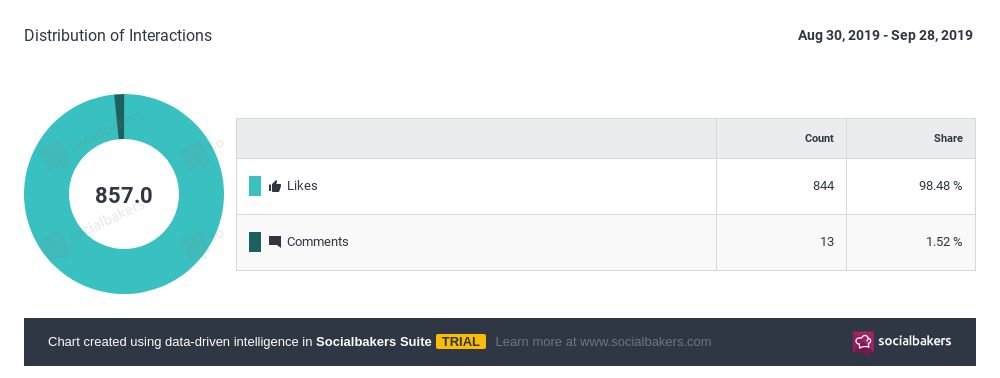 Distribution of Interactions
Aug 30, 2019 - Sep 28, 2019
Count Share
Likes 844 98.48 %
Comments 13 1.52 %
857.0
socialbakers
socialbakers
Chart created using data-driven intelligence in Socialbakers Suite TRIAL Learn more at www.socialbakers.com
socialbakers